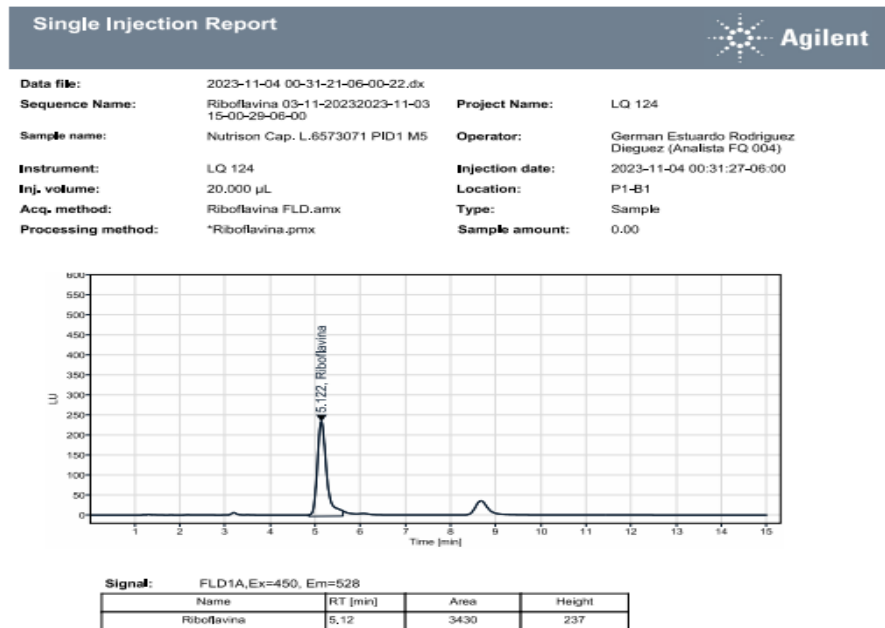 Single Injection Report
Agilent
Data file: 2023-11-04 00-31-21-06-00-22.dx
Sequence Name: Riboflavina 03-11-20232023-11-03 15-00-29-06-00 Project Name: LQ 124
Sample name: Nutrison Cap. L.6573071 PID1 M5 Operator: German Estuardo Rodriguez Dieguez (Analista FQ 004)
Instrument: LQ 124 Injection date: 2023-11-04 00:31:27-06:00
Inj. volume: 20.000 µL Location: P1-B1
Acq. method: Riboflavina FLD.amx Type: Sample
Processing method: *Riboflavina.pmx Sample amount: 0.00
LU
600
550
500
450
400
350
300
250
200
150
100
50
0
5.122, Riboflavina
1 2 3 4 5 6 7 8 9 10 11 12 13 14 15
Time [min]
Signal: FLD1A,Ex=450, Em=528
Name RT [min] Area Height
Riboflavina 5.12 3430 237